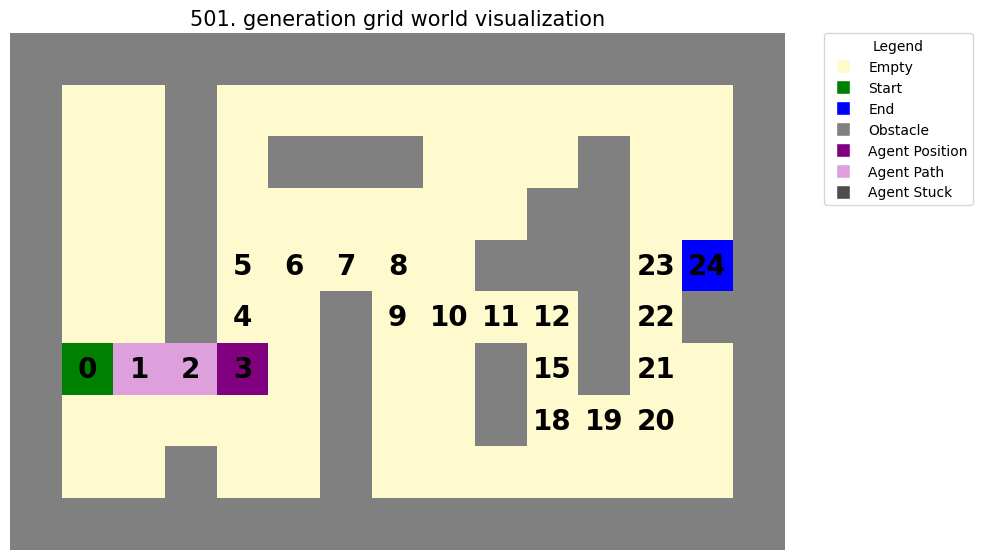 501. generation grid world visualization
Legend
Empty
Start
End
Obstacle
Agent Position
Agent Path
Agent Stuck
5 6 7 8 23 24
4 9 10 11 12 22
0 1 2 3 15 21
18 19 20